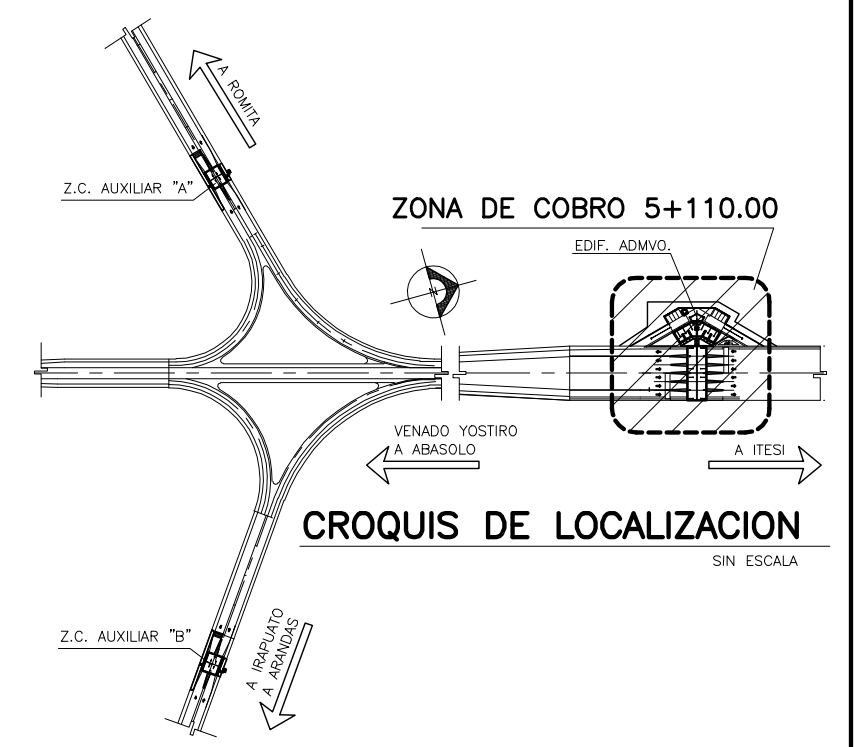 A ROMITA
Z.C. AUXILIAR "A"
ZONA DE COBRO 5+110.00
EDIF. ADMVO.
N
VENADO YOSTIRO
A ABASOLO
A ITESI
CROQUIS DE LOCALIZACION
SIN ESCALA
Z.C. AUXILIAR "B"
A IRAPUATO
A ARANDAS